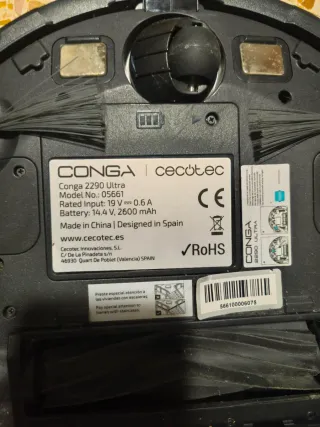 CONGA cecotec
Conga 2290 Ultra
Model No.: 05661
Rated Input: 19 V⎓ 0.6 A
Battery: 14.4 V, 2600 mAh
Made in China | Designed in Spain
www.cecotec.es
Cecotec Innovaciones, S.L.
C/ De La Pinadeta s/n
46930 Quart De Poblet (Valencia) SPAIN
CE
✓RoHS
CONGA
2290 ULTRA